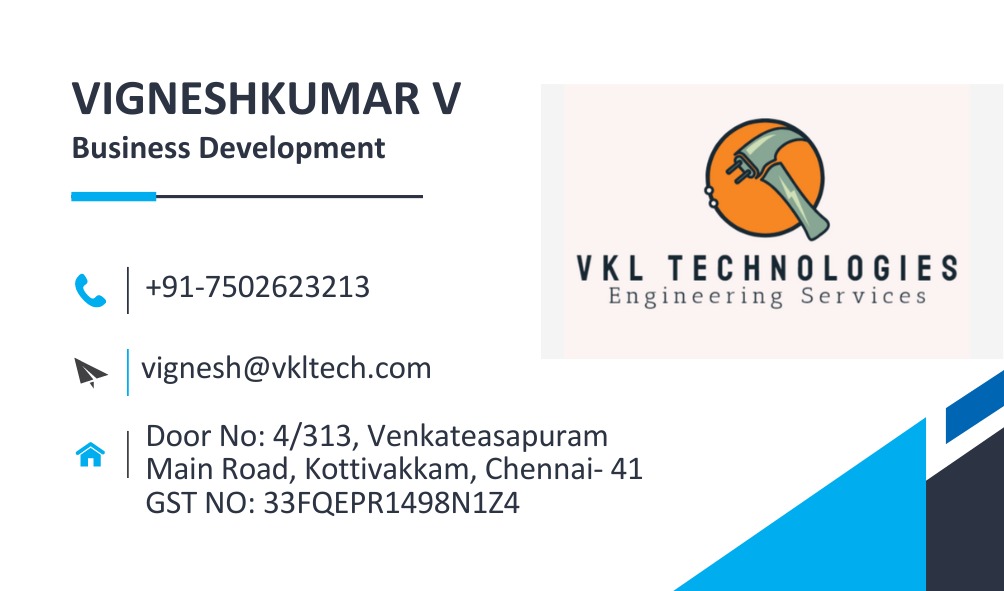 VIGNESHKUMAR V
Business Development
+91-7502623213
vignesh@vkltech.com
Door No: 4/313, Venkateasapuram
Main Road, Kottivakkam, Chennai- 41
GST NO: 33FQEPR1498N1Z4
VKL TECHNOLOGIES
Engineering Services